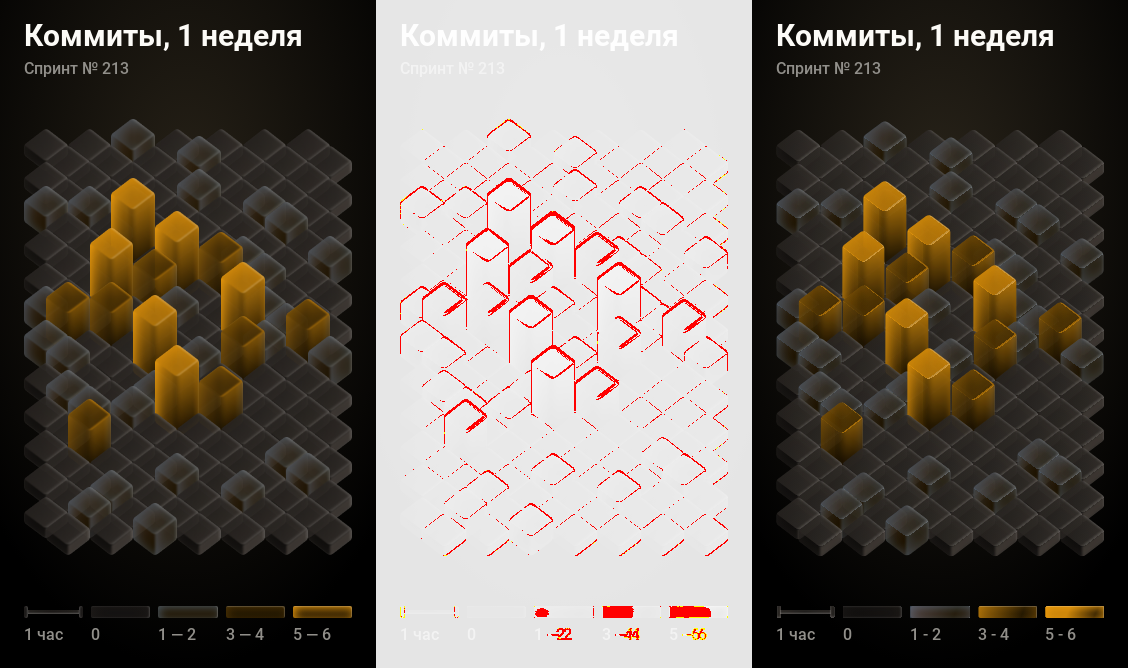 Коммиты, 1 неделя
Спринт № 213
1 час 0 1 — 2 3 — 4 5 — 6
Коммиты, 1 неделя
Спринт № 213
1 час 0
Коммиты, 1 неделя
Спринт № 213
1 час 0 1 - 2 3 - 4 5 - 6